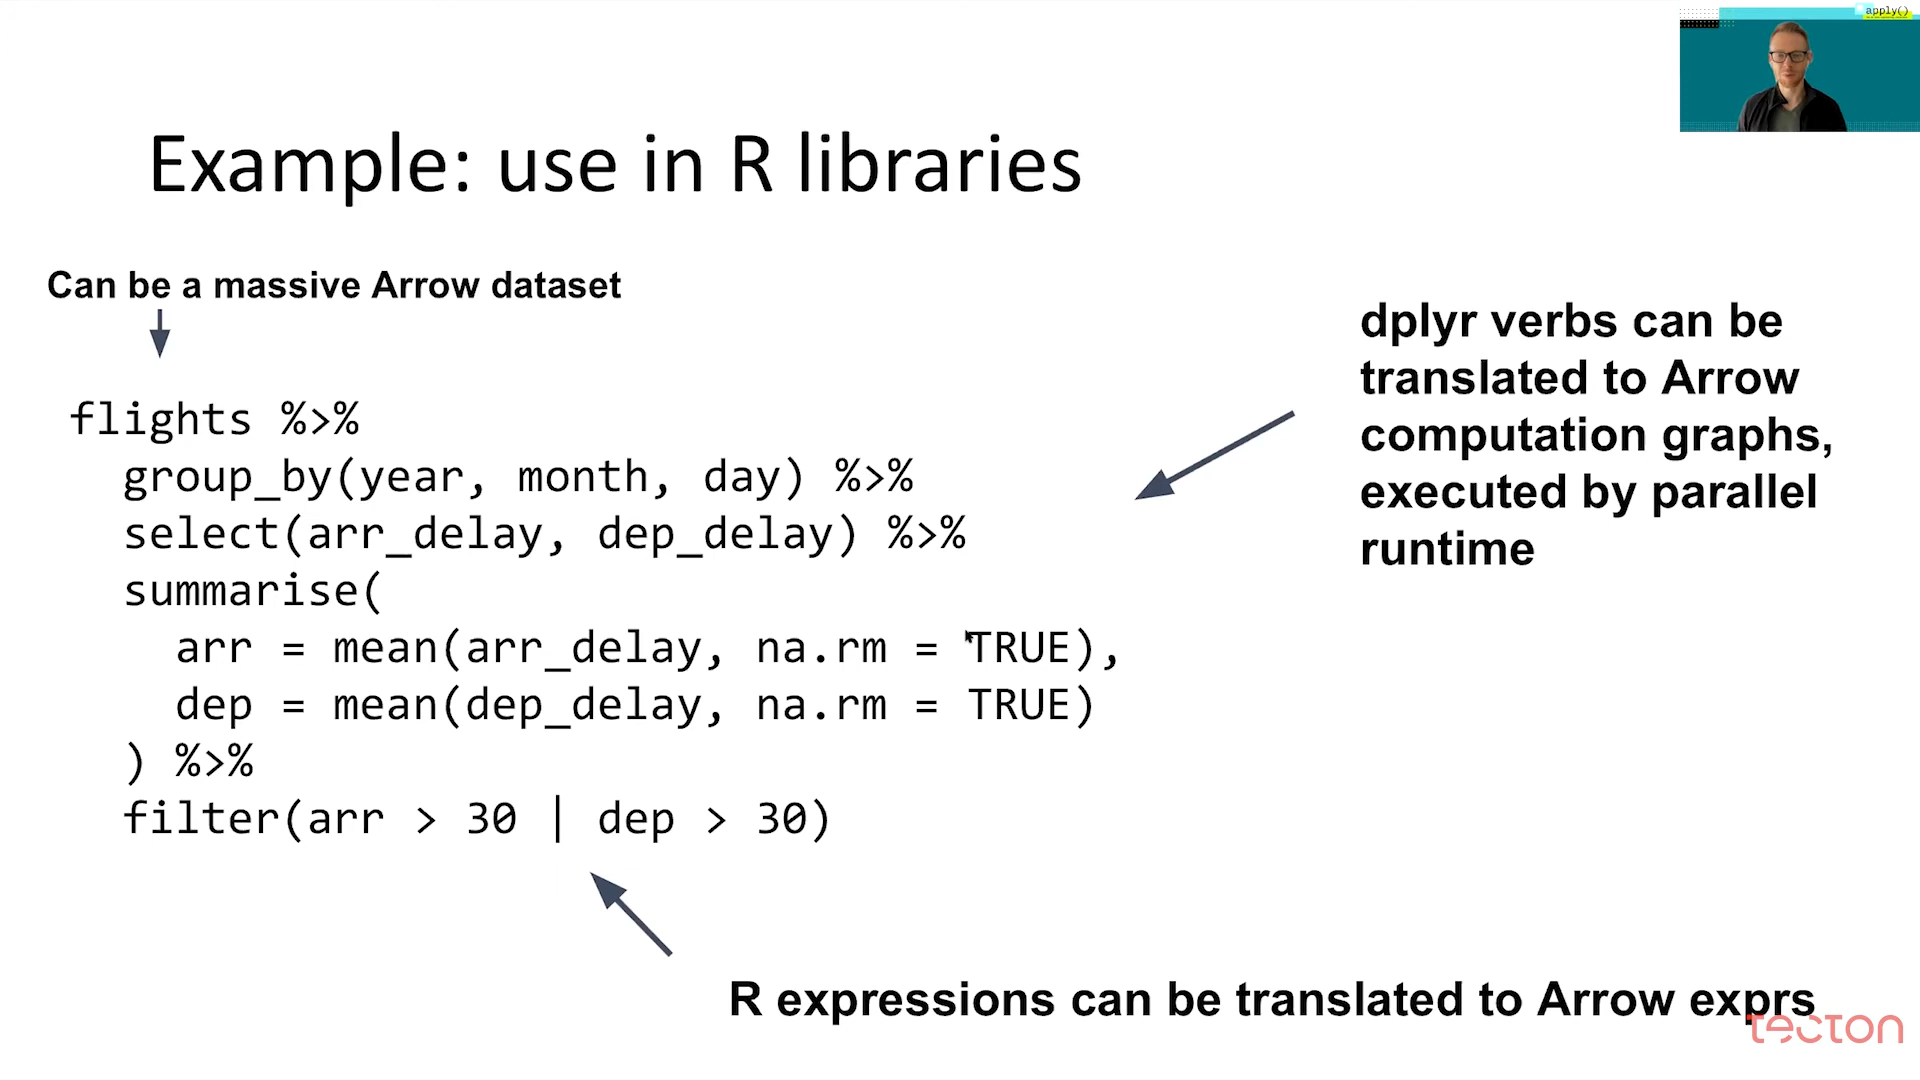 apply()
Example: use in R libraries
Can be a massive Arrow dataset
flights %>%
  group_by(year, month, day) %>%
  select(arr_delay, dep_delay) %>%
  summarise(
    arr = mean(arr_delay, na.rm = TRUE),
    dep = mean(dep_delay, na.rm = TRUE)
  ) %>%
  filter(arr > 30 | dep > 30)
dplyr verbs can be
translated to Arrow
computation graphs,
executed by parallel
runtime
R expressions can be translated to Arrow exprs
tecton